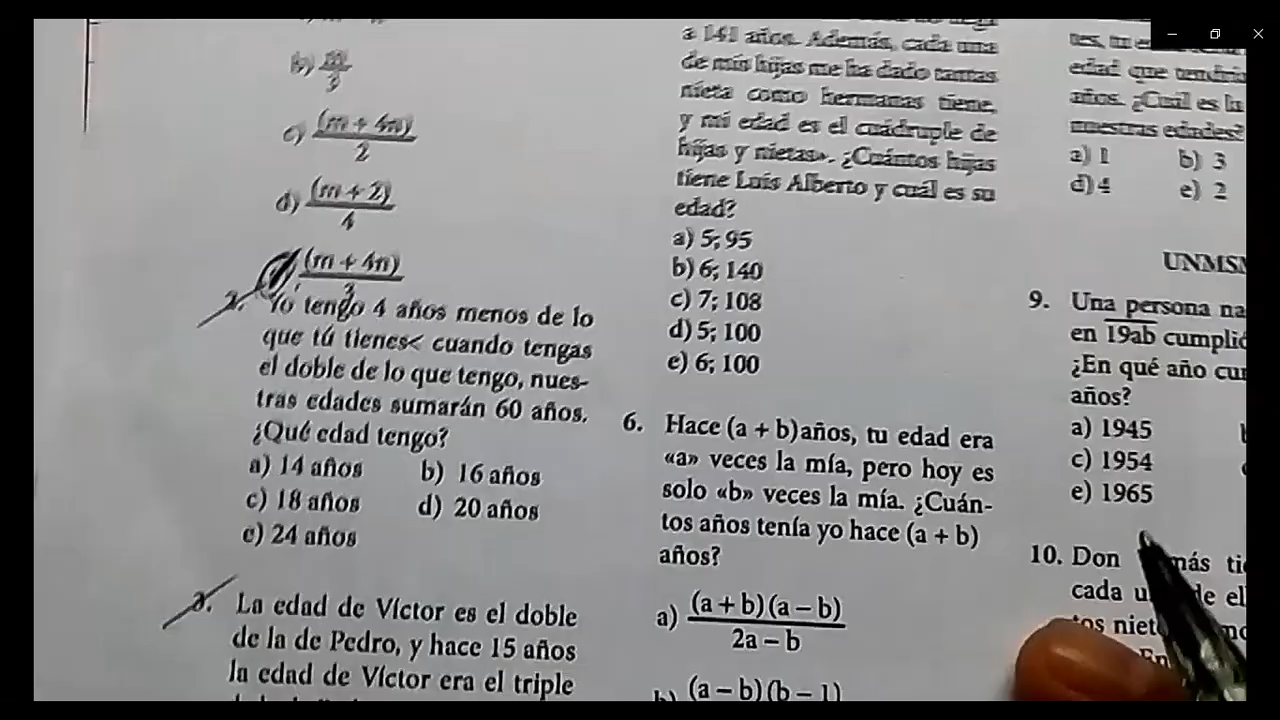 b) m/3
c) (m + 4n)/2
d) (m + 2)/4
(m + 4n)/3
2. Yo tengo 4 años menos de lo
que tú tienes< cuando tengas
el doble de lo que tengo, nues-
tras edades sumarán 60 años.
¿Qué edad tengo?
a) 14 años b) 16 años
c) 18 años d) 20 años
e) 24 años
3. La edad de Víctor es el doble
de la de Pedro, y hace 15 años
la edad de Víctor era el triple
a 141 años. Además, cada una
de mis hijas me ha dado tantas
nieta como hermanas tiene,
y mi edad es el cuádruple de
hijas y nietas». ¿Cuántos hijas
tiene Luis Alberto y cuál es su
edad?
a) 5; 95
b) 6; 140
c) 7; 108
d) 5; 100
e) 6; 100
6. Hace (a + b)años, tu edad era
«a» veces la mía, pero hoy es
solo «b» veces la mía. ¿Cuán-
tos años tenía yo hace (a + b)
años?
a) (a + b)(a – b)/2a – b
b) (a – b)(b – 1)
edad que
años. ¿Cuál es la
nuestras edades?
a) 1 b) 3
d) 4 e) 2
UNMSM
9. Una persona
en 19ab
¿En qué año
años?
a) 1945
c) 1954
e) 1965
10. Don
cada